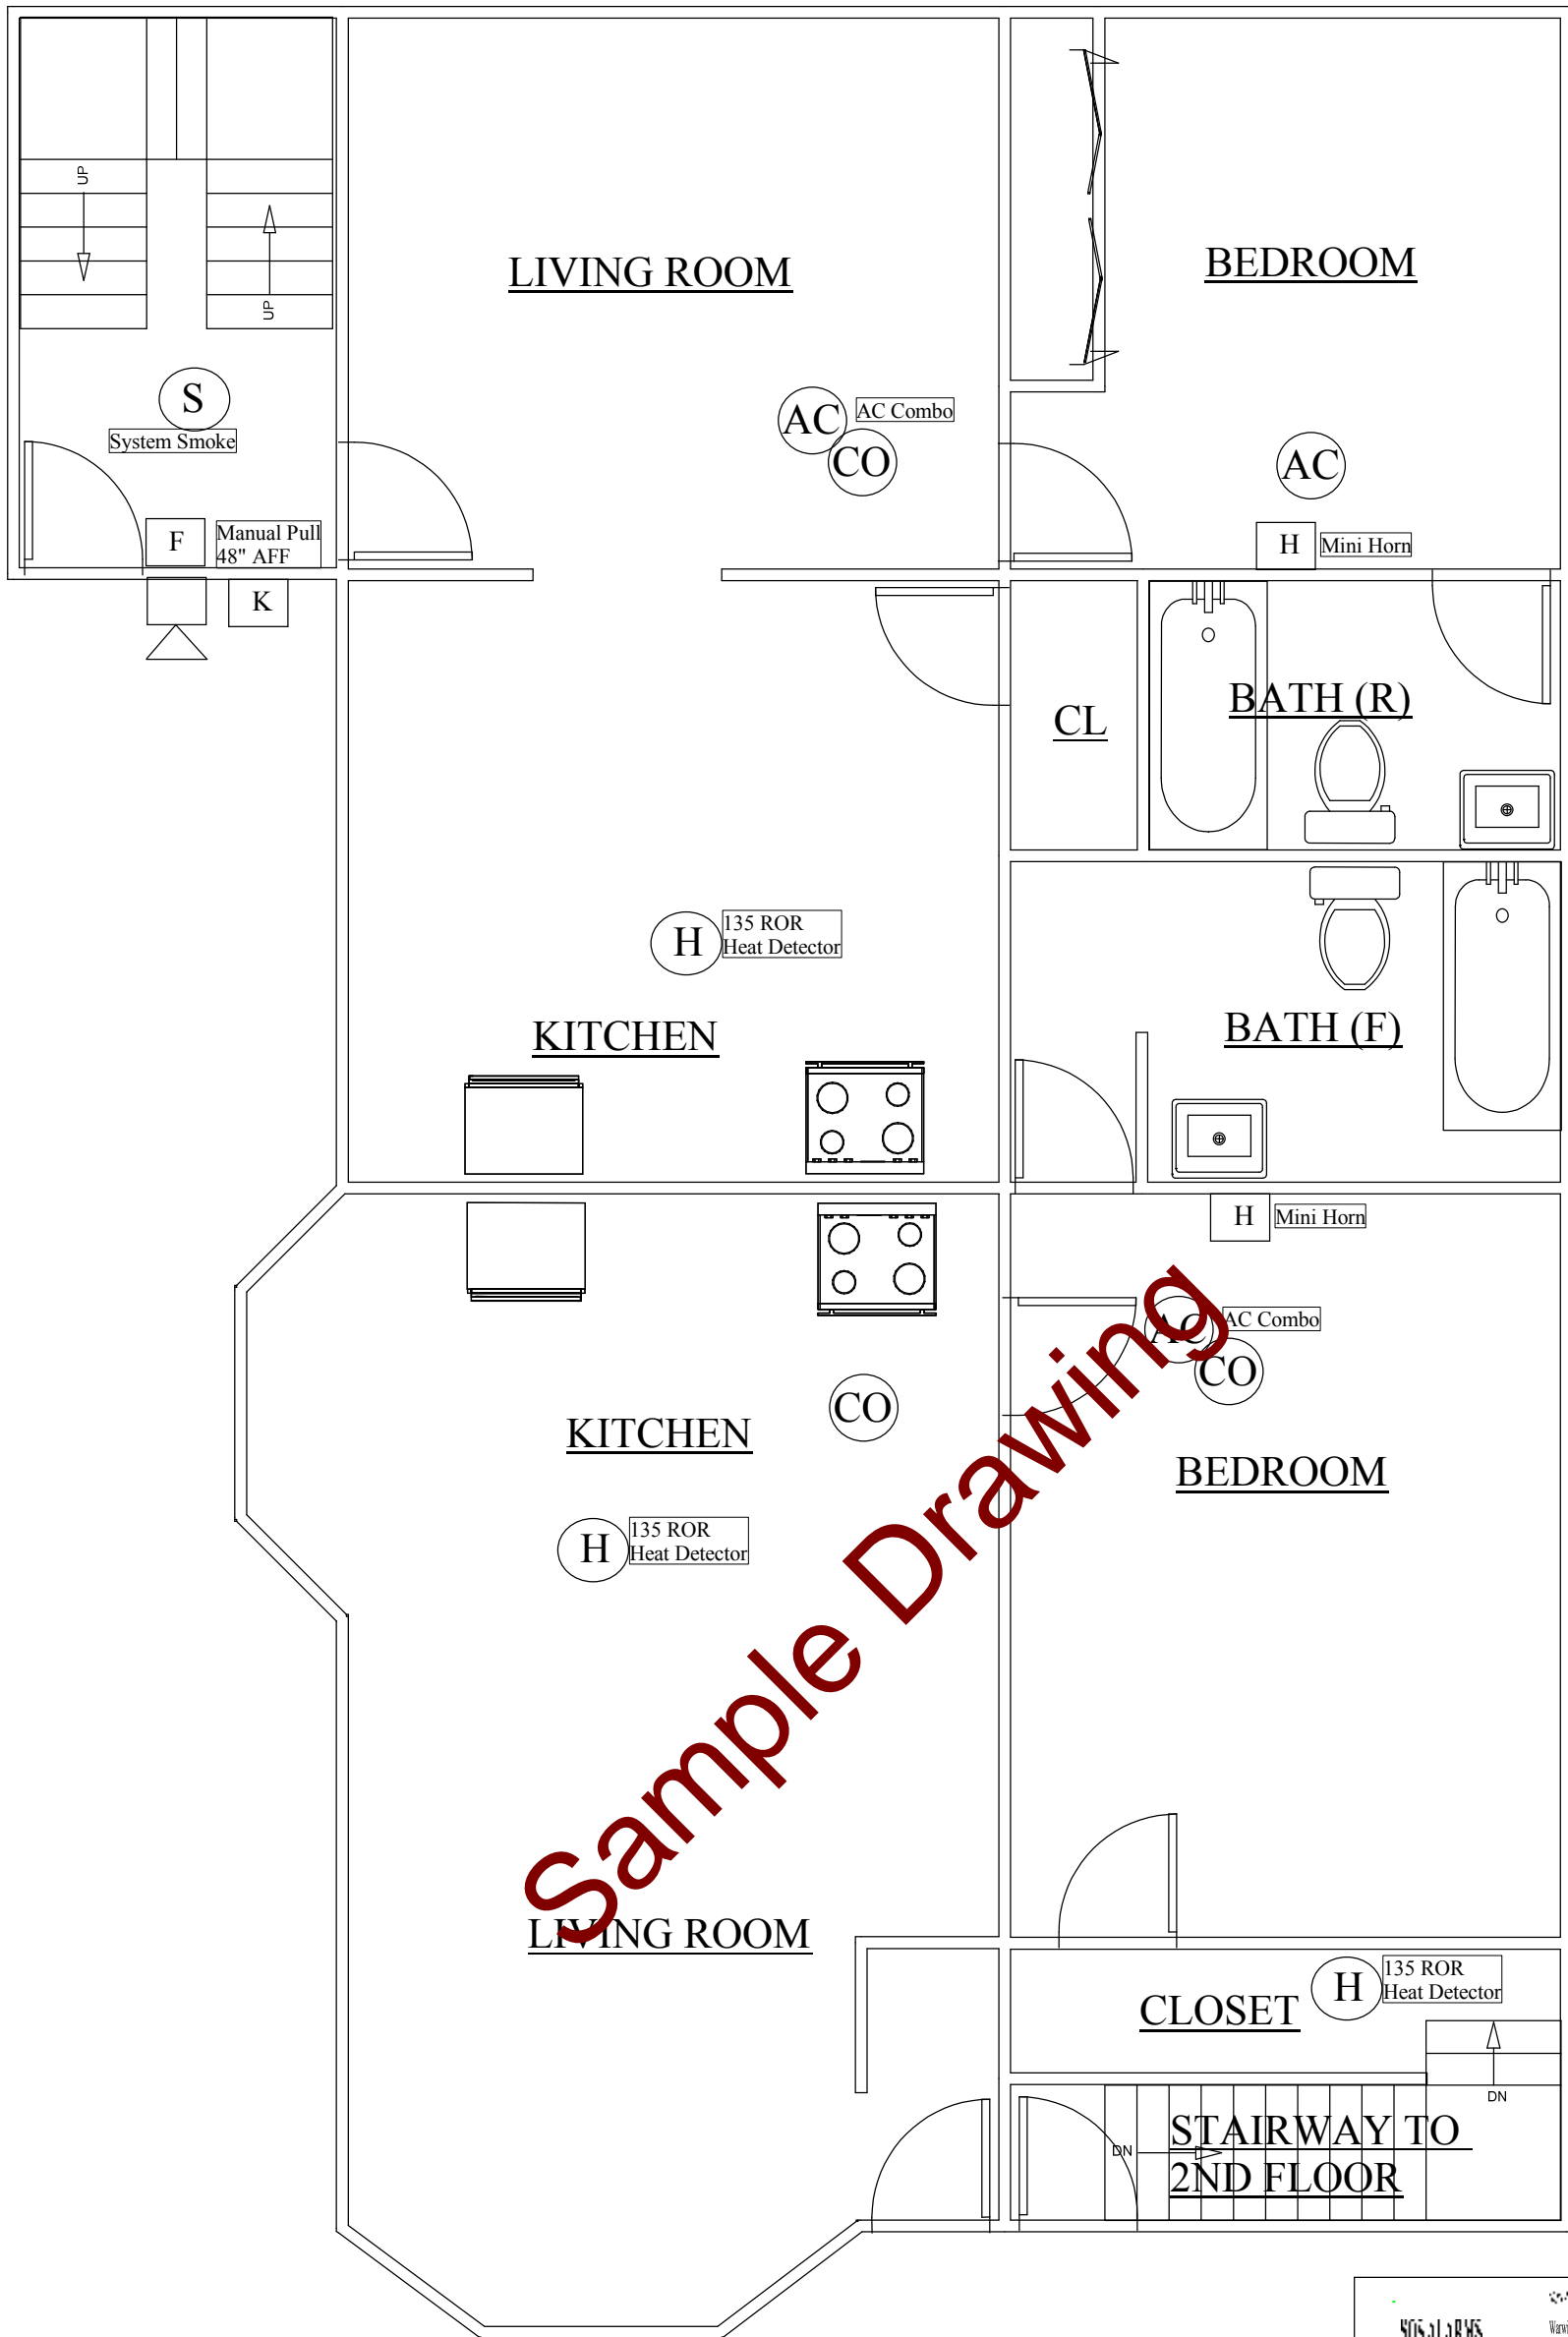 UP
UP
LIVING ROOM
BEDROOM
S
System Smoke
AC
AC Combo
CO
AC
F
Manual Pull
48" AFF
K
H
Mini Horn
BATH (R)
CL
H
135 ROR
Heat Detector
KITCHEN
BATH (F)
H
Mini Horn
AC
AC Combo
CO
CO
KITCHEN
BEDROOM
H
135 ROR
Heat Detector
Sample Drawing
LIVING ROOM
CLOSET
H
135 ROR
Heat Detector
DN
DN
STAIRWAY TO
2ND FLOOR